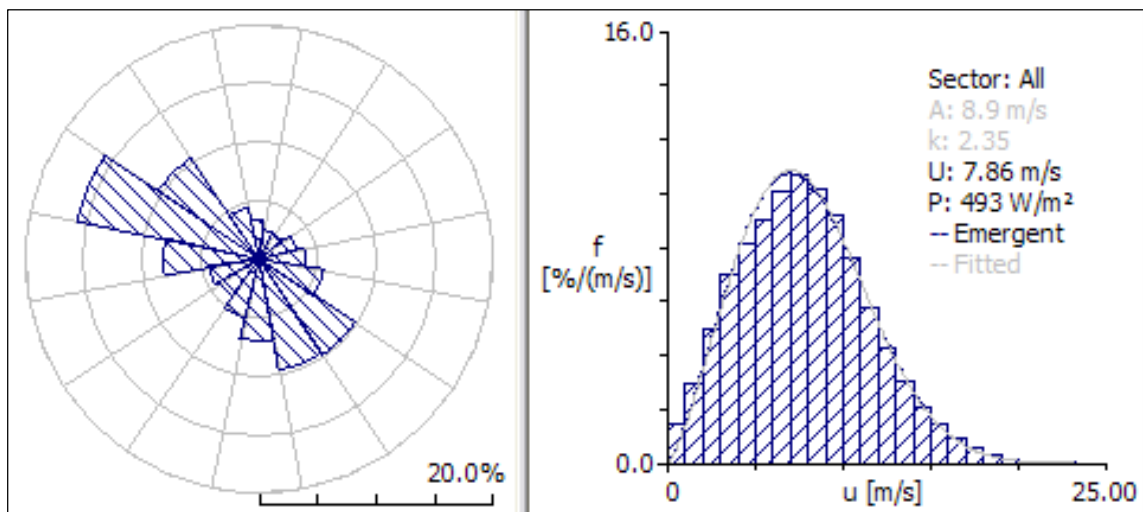 20.0%
16.0
Sector: All
A: 8.9 m/s
k: 2.35
U: 7.86 m/s
P: 493 W/m²
-- Emergent
-- Fitted
f
[%/(m/s)]
0.0
0
u [m/s]
25.00